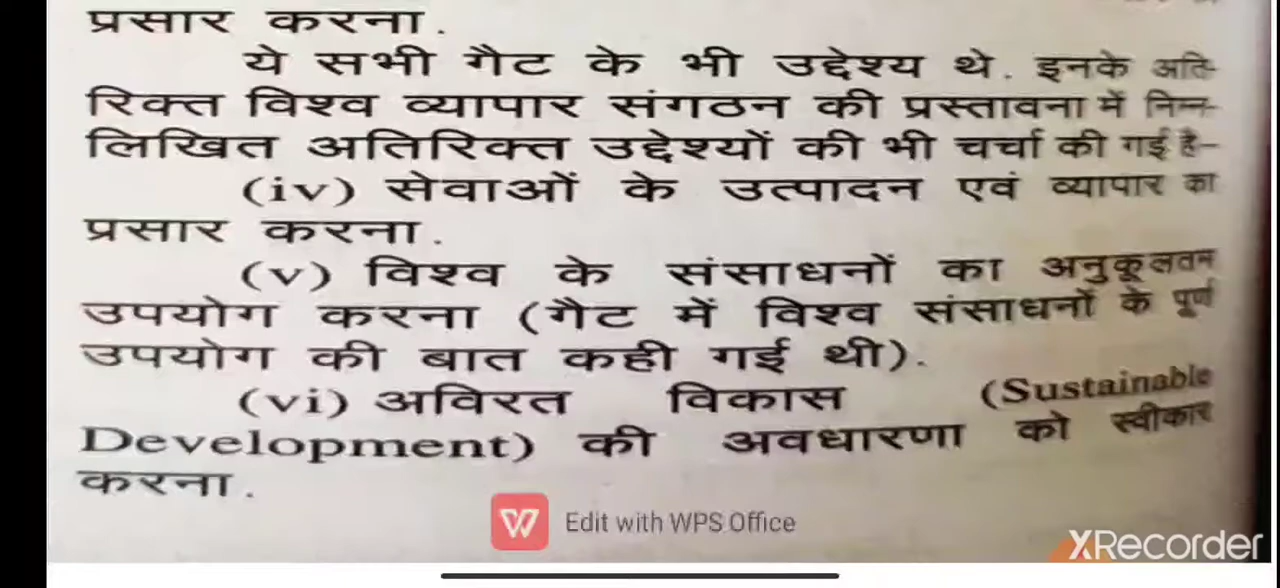 प्रसार करना.
ये सभी गैट के भी उद्देश्य थे. इनके अति-
रिक्त विश्व व्यापार संगठन की प्रस्तावना में निम्न-
लिखित अतिरिक्त उद्देश्यों की भी चर्चा की गई है–
(iv) सेवाओं के उत्पादन एवं व्यापार का
प्रसार करना.
(v) विश्व के संसाधनों का अनुकूलतम
उपयोग करना (गैट में विश्व संसाधनों के पूर्ण
उपयोग की बात कही गई थी).
(vi) अविरत विकास (Sustainable
Development) की अवधारणा को स्वीकार
करना.
Edit with WPS Office
XRecorder